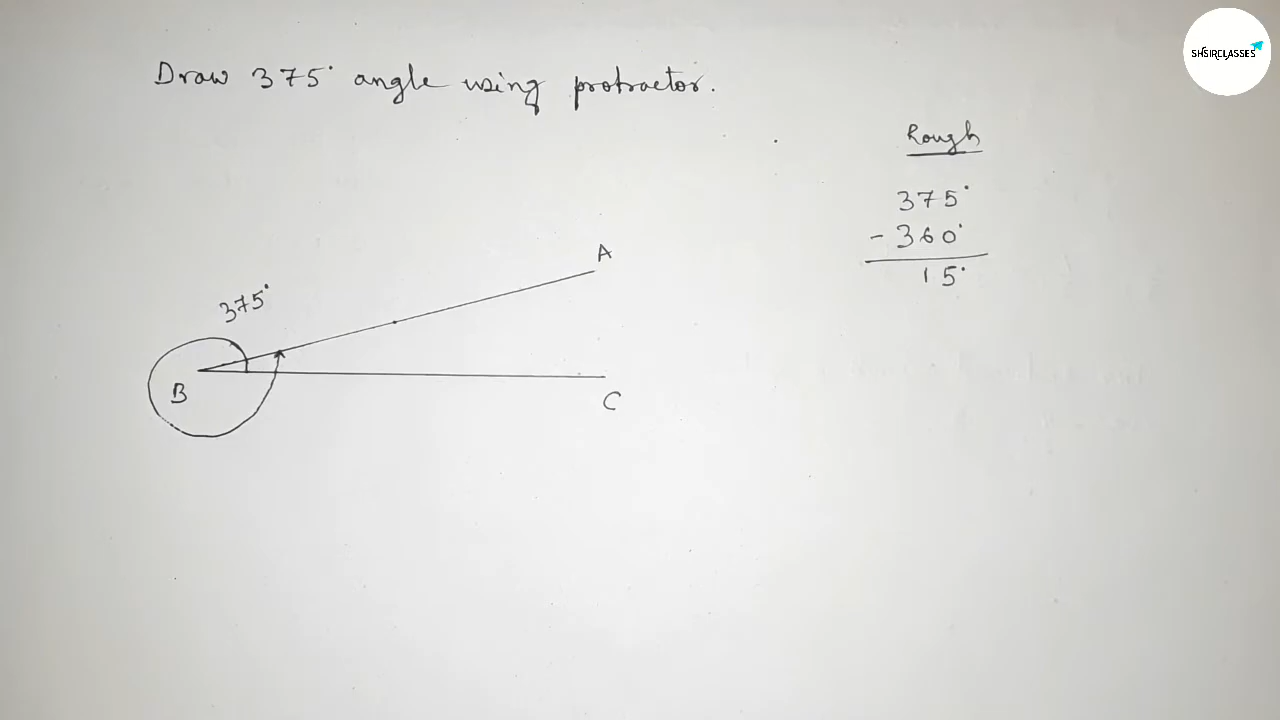 SHSIRCLASSES
Draw 375° angle using protractor.
Rough
375°
- 360°
15°
A
375°
B
C